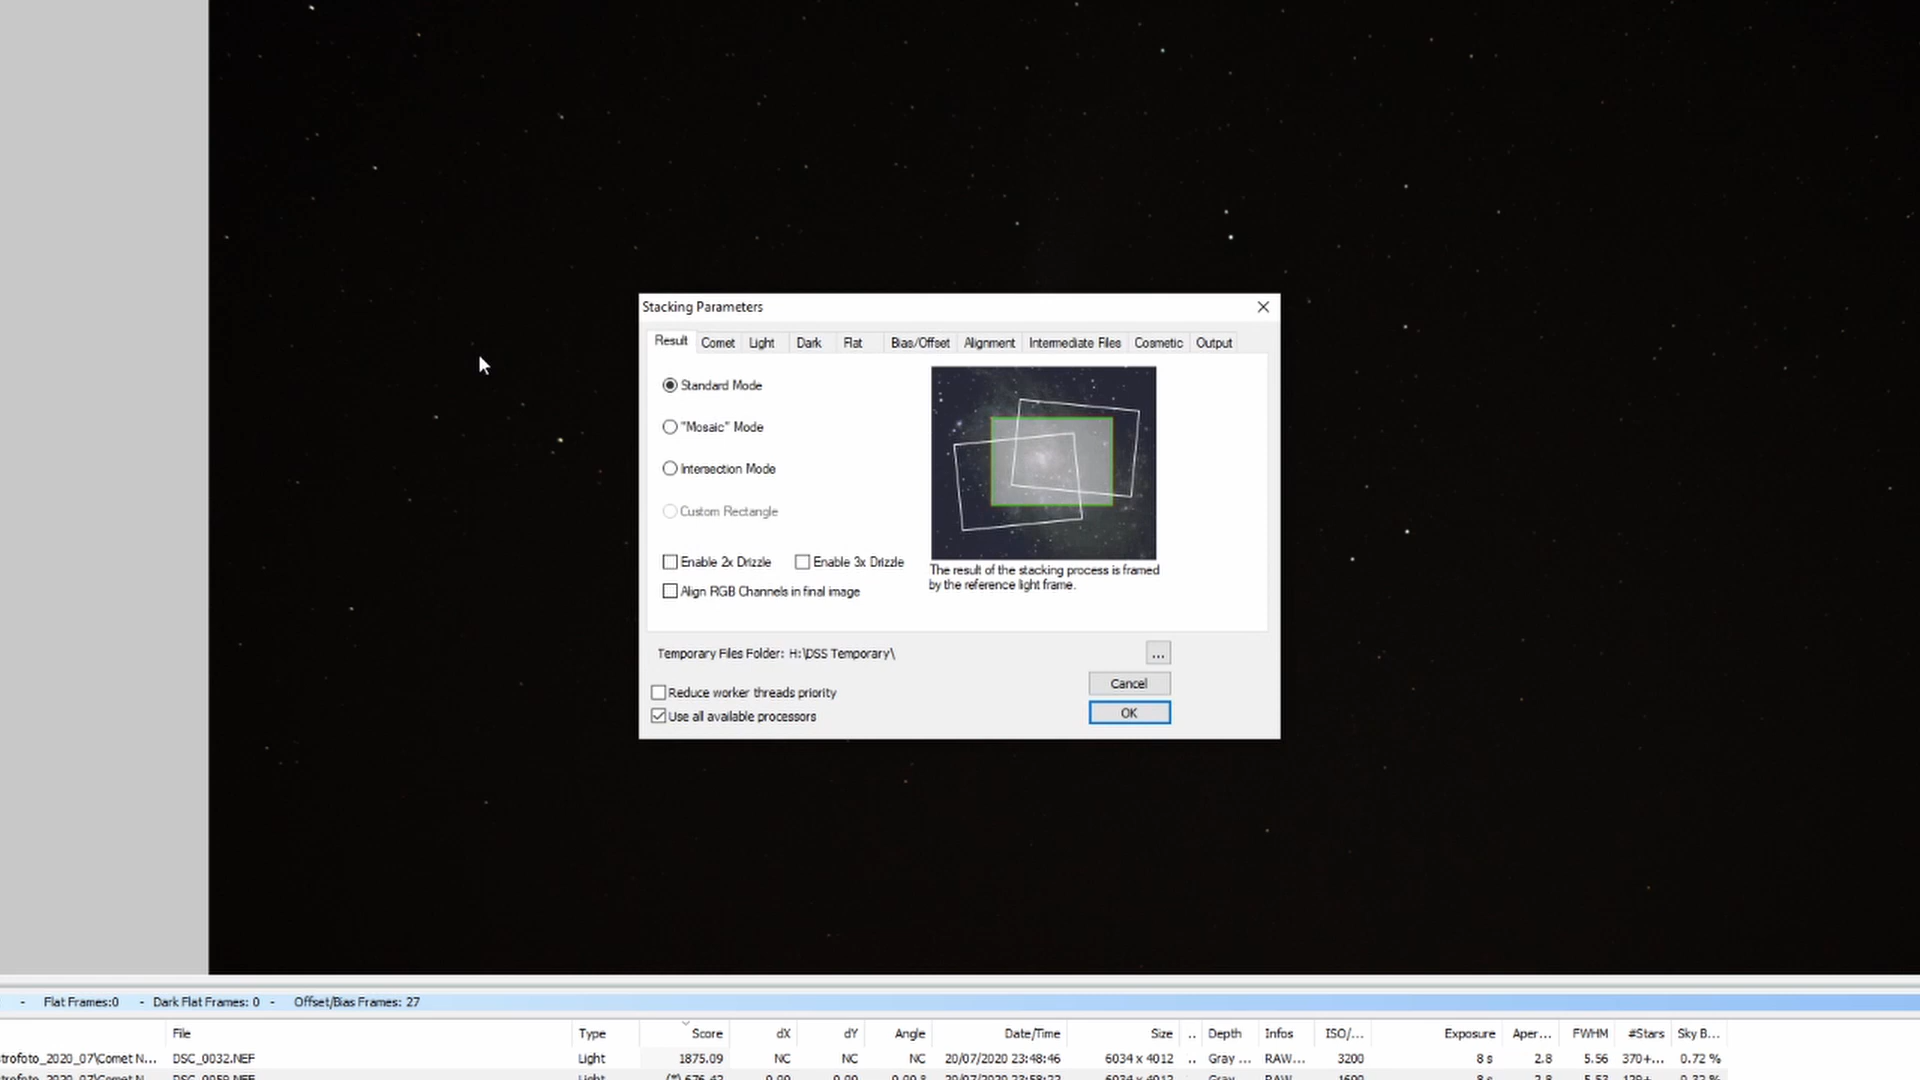 Stacking Parameters
Result Comet Light Dark Flat Bias/Offset Alignment Intermediate Files Cosmetic Output
Standard Mode
"Mosaic" Mode
Intersection Mode
Custom Rectangle
Enable 2x Drizzle Enable 3x Drizzle
Align RGB Channels in final image
The result of the stacking process is framed
by the reference light frame.
Temporary Files Folder: H:\DSS Temporary\
...
Reduce worker threads priority
Use all available processors
Cancel
OK
- Flat Frames:0 - Dark Flat Frames: 0 - Offset/Bias Frames: 27
File Type Score dX dY Angle Date/Time Size .. Depth Infos ISO/... Exposure Aper... FWHM #Stars Sky B...
trofoto_2020_07\Comet N... DSC_0032.NEF Light 1875.09 NC NC NC 20/07/2020 23:48:46 6034 x 4012 .. Gray ... RAW... 3200 8 s 2.8 5.56 370+... 0.72 %